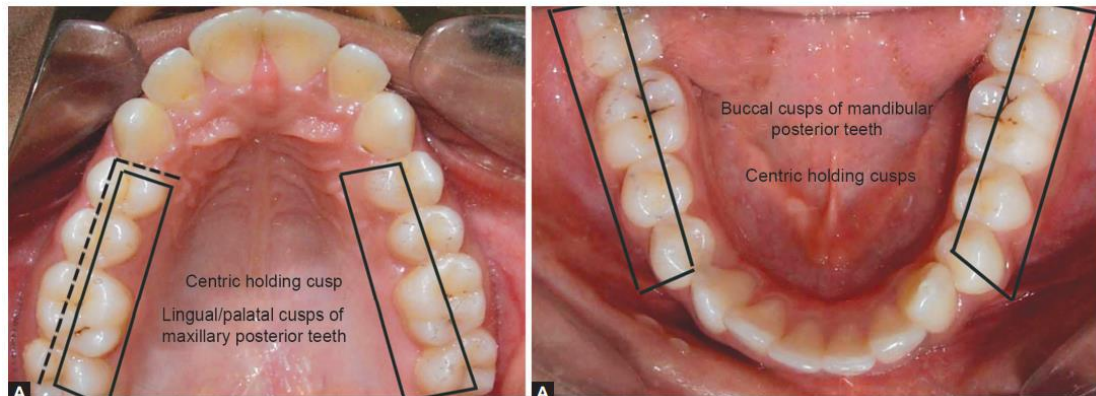 Centric holding cusp
Lingual/palatal cusps of
maxillary posterior teeth
A
Buccal cusps of mandibular
posterior teeth
Centric holding cusps
A